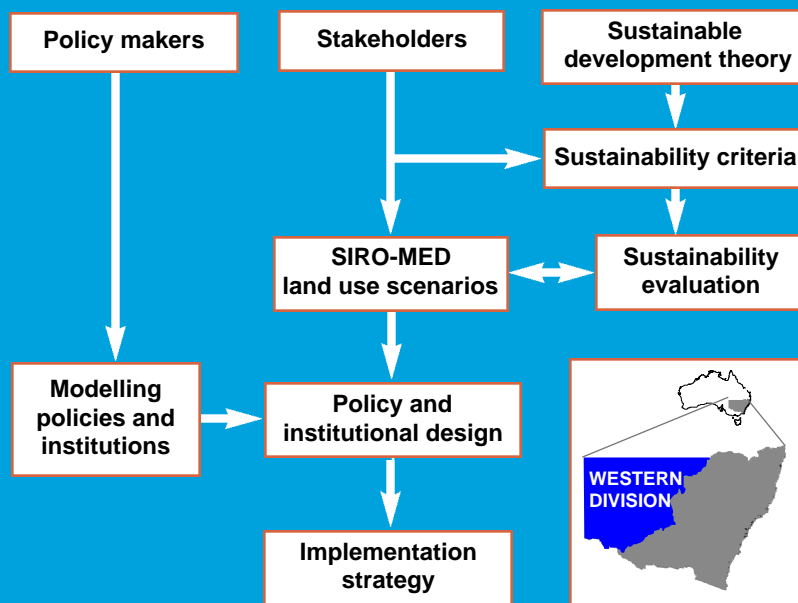 Policy makers
Stakeholders
Sustainable
development theory
Sustainability criteria
SIRO-MED
land use scenarios
Sustainability
evaluation
Modelling
policies and
institutions
Policy and
institutional design
WESTERN
DIVISION
Implementation
strategy